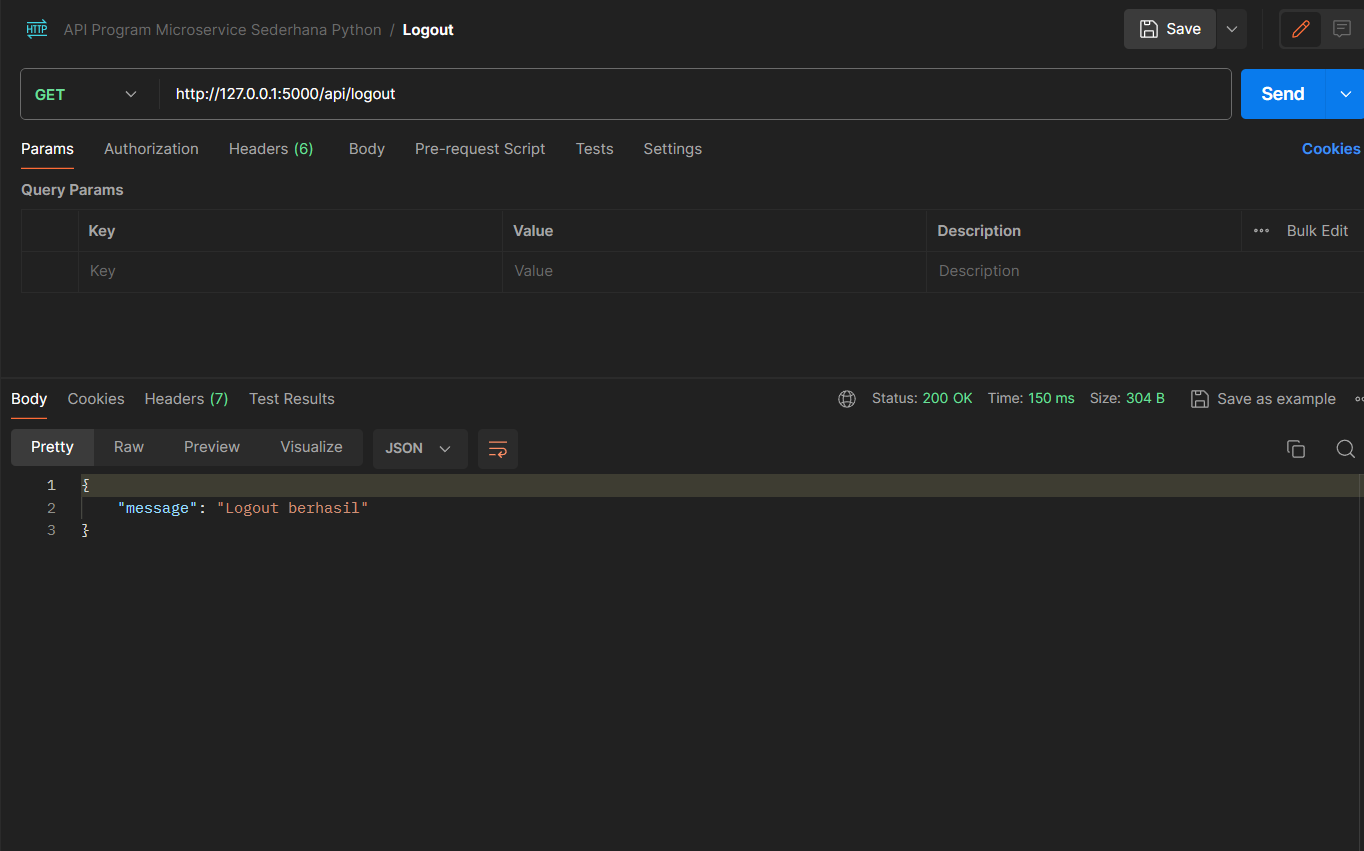 HTTP API Program Microservice Sederhana Python / Logout Save
GET http://127.0.0.1:5000/api/logout Send
Params Authorization Headers (6) Body Pre-request Script Tests Settings Cookies
Query Params
Key Value Description ••• Bulk Edit
Key Value Description
Body Cookies Headers (7) Test Results Status: 200 OK Time: 150 ms Size: 304 B Save as example
Pretty Raw Preview Visualize JSON
1 {
2 "message": "Logout berhasil"
3 }